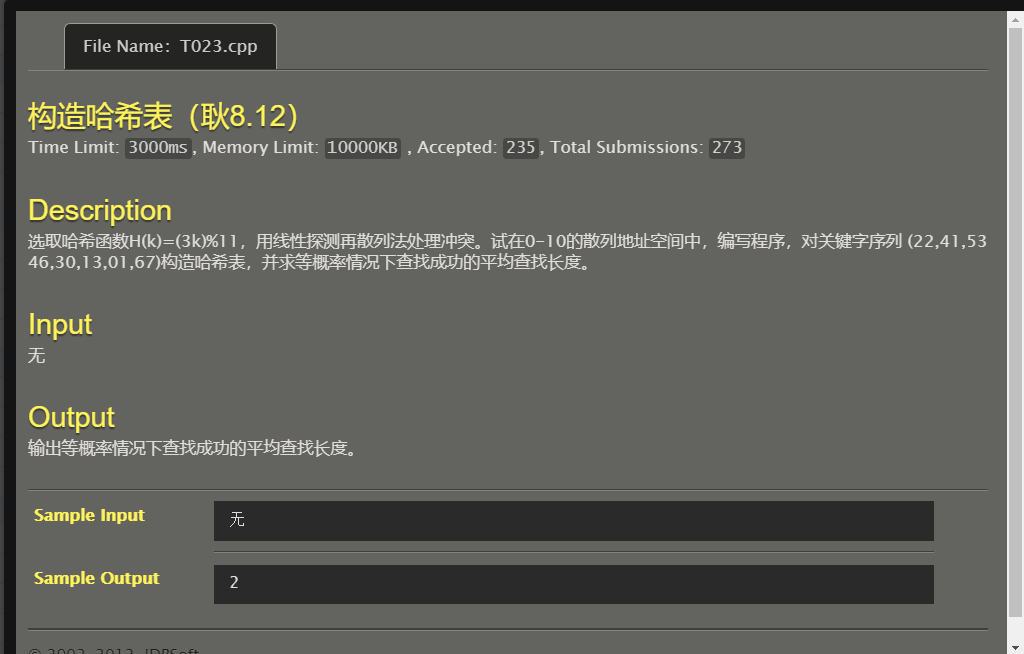 File Name: T023.cpp
构造哈希表（耿8.12）
Time Limit: 3000ms, Memory Limit: 10000KB , Accepted: 235, Total Submissions: 273
Description
选取哈希函数H(k)=(3k)%11，用线性探测再散列法处理冲突。试在0-10的散列地址空间中，编写程序，对关键字序列 (22,41,53
46,30,13,01,67)构造哈希表，并求等概率情况下查找成功的平均查找长度。
Input
无
Output
输出等概率情况下查找成功的平均查找长度。
Sample Input
无
Sample Output
2
© 2002-2012 JDPSoft